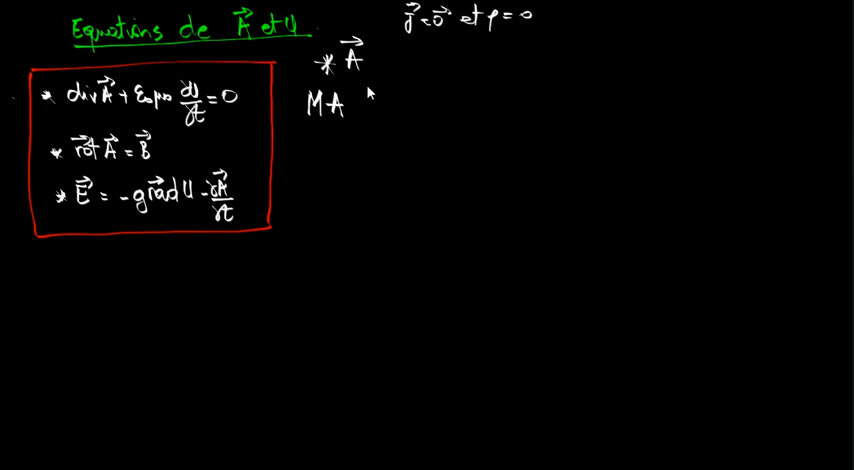 Equations de A⃗ et U
j⃗ = 0⃗ et ρ = 0
* A⃗
* div A⃗ + ε₀μ₀ ∂U/∂t = 0
MA
* rot⃗ A⃗ = B⃗
* E⃗ = - grad⃗ U - ∂A⃗/∂t